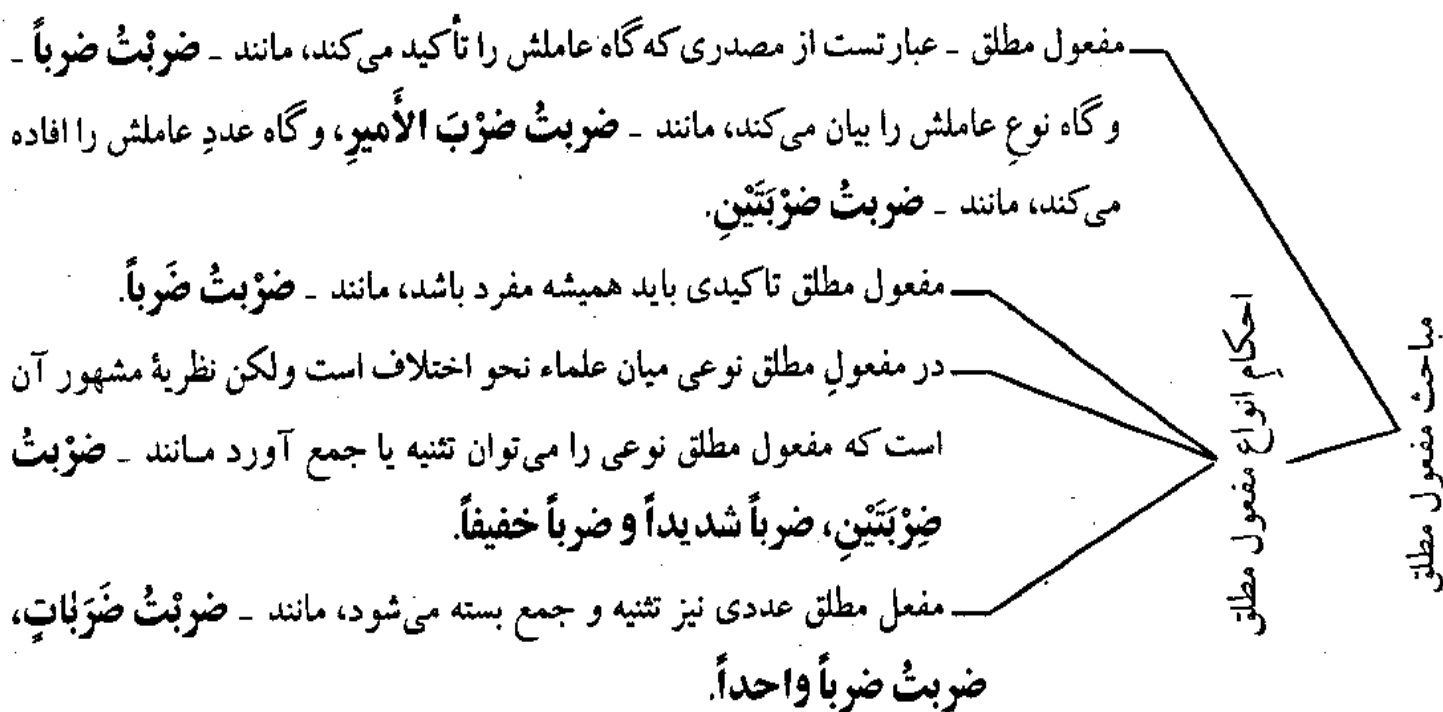 مباحث مفعول مطلق
مفعول مطلق ـ عبارتست از مصدری که گاه عاملش را تأکید می‌کند، مانند ـ ضربْتُ ضرباً ـ
و گاه نوعِ عاملش را بیان می‌کند، مانند ـ ضربتُ ضرْبَ الأَمیرِ، و گاه عددِ عاملش را افاده
می‌کند، مانند ـ ضربتُ ضرْبَتَیْنِ.
احکام انواع مفعول مطلق
مفعول مطلق تاکیدی باید همیشه مفرد باشد، مانند ـ ضرْبتُ ضَرباً.
در مفعولِ مطلق نوعی میان علماء نحو اختلاف است ولکن نظریهٔ مشهور آن
است که مفعول مطلق نوعی را می‌توان تثنیه یا جمع آورد مانند ـ ضرْبتُ
ضِرْبَتَیْنِ، ضرباً شدیداً و ضرباً خفیفاً.
مفعل مطلق عددی نیز تثنیه و جمع بسته می‌شود، مانند ـ ضربْتُ ضَرَبٰاتٍ،
ضربتُ ضرباً واحداً.